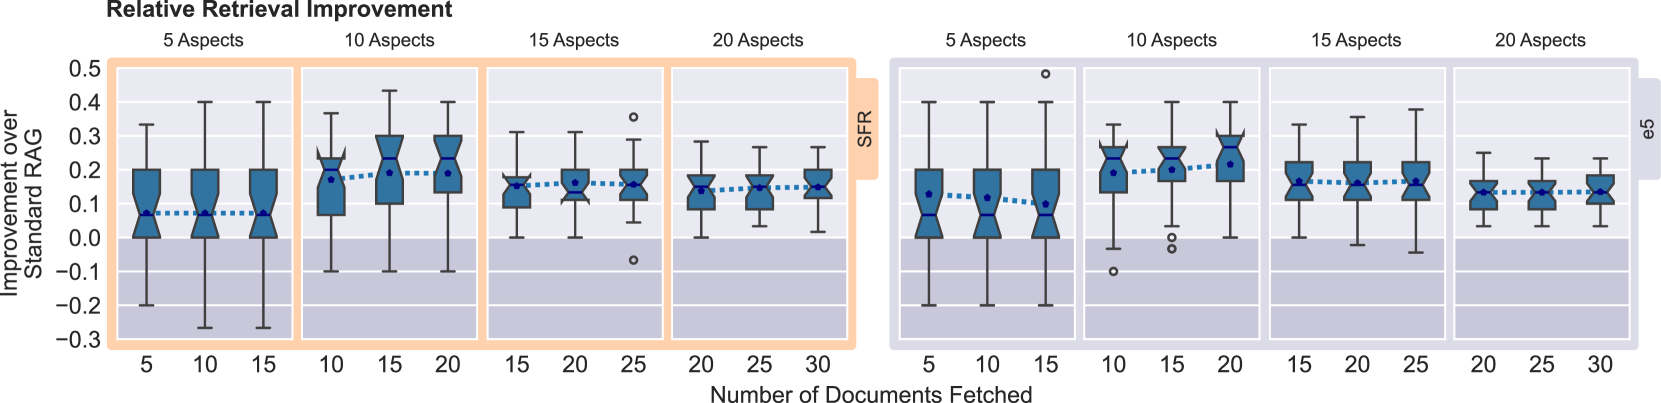 Relative Retrieval Improvement
5 Aspects 10 Aspects 15 Aspects 20 Aspects 5 Aspects 10 Aspects 15 Aspects 20 Aspects
Improvement over
Standard RAG
0.5
0.4
0.3
0.2
0.1
0.0
−0.1
−0.2
−0.3
SFR
e5
5 10 15 10 15 20 15 20 25 20 25 30 5 10 15 10 15 20 15 20 25 20 25 30
Number of Documents Fetched